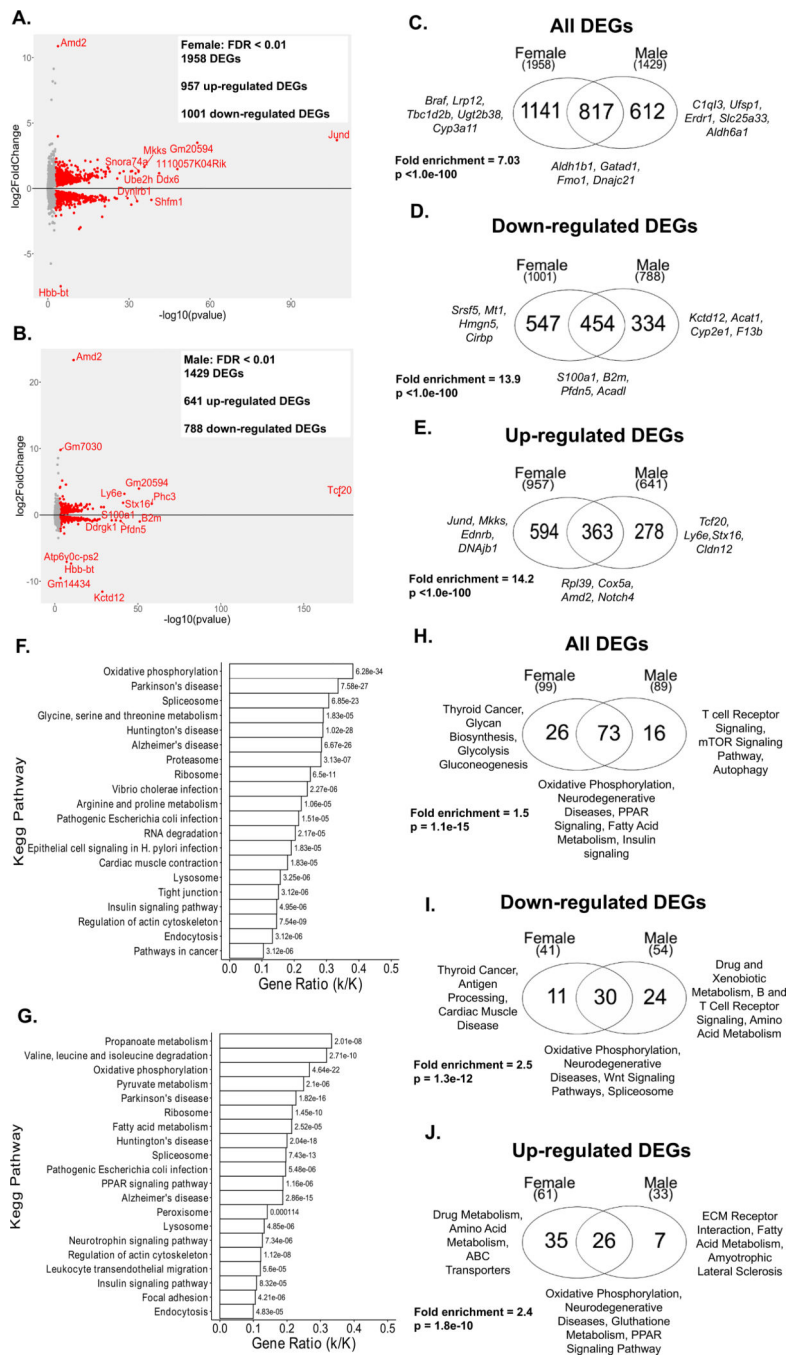 A.
Female: FDR < 0.01
1958 DEGs
957 up-regulated DEGs
1001 down-regulated DEGs
Amd2
Jund
Mkks
Gm20594
Snora74a
1110057K04Rik
Ube2h
Ddx6
Dynlrb1
Shfm1
Hbb-bt
10
5
0
-5
log2FoldChange
0
30
60
90
-log10(pvalue)
B.
Male: FDR < 0.01
1429 DEGs
641 up-regulated DEGs
788 down-regulated DEGs
Amd2
Gm7030
Gm20594
Ly6e
Phc3
Stx16
Tcf20
S100a1
B2m
Ddrgk1
Pfdn5
Atp6v0c-ps2
Hbb-bt
Gm14434
Kctd12
20
10
0
-10
log2FoldChange
0
50
100
150
-log10(pvalue)
C.
All DEGs
Female
(1958)
Male
(1429)
Braf, Lrp12,
Tbc1d2b, Ugt2b38,
Cyp3a11
1141
817
612
C1ql3, Ufsp1,
Erdr1, Slc25a33,
Aldh6a1
Fold enrichment = 7.03
p <1.0e-100
Aldh1b1, Gatad1,
Fmo1, Dnajc21
D.
Down-regulated DEGs
Female
(1001)
Male
(788)
Srsf5, Mt1,
Hmgn5,
Cirbp
547
454
334
Kctd12, Acat1,
Cyp2e1, F13b
Fold enrichment = 13.9
p <1.0e-100
S100a1, B2m,
Pfdn5, Acadl
E.
Up-regulated DEGs
Female
(957)
Male
(641)
Jund, Mkks,
Ednrb,
DNAjb1
594
363
278
Tcf20,
Ly6e,Stx16,
Cldn12
Fold enrichment = 14.2
p <1.0e-100
Rpl39, Cox5a,
Amd2, Notch4
F.
Kegg Pathway
Oxidative phosphorylation 6.28e-34
Parkinson's disease 7.58e-27
Spliceosome 6.85e-23
Glycine, serine and threonine metabolism 1.83e-05
Huntington's disease 1.02e-28
Alzheimer's disease 6.67e-26
Proteasome 3.13e-07
Ribosome 6.5e-11
Vibrio cholerae infection 2.27e-06
Arginine and proline metabolism 1.06e-05
Pathogenic Escherichia coli infection 1.51e-05
RNA degradation 2.17e-05
Epithelial cell signaling in H. pylori infection 1.83e-05
Cardiac muscle contraction 1.83e-05
Lysosome 3.25e-06
Tight junction 3.12e-06
Insulin signaling pathway 4.95e-06
Regulation of actin cytoskeleton 7.54e-09
Endocytosis 3.12e-06
Pathways in cancer 3.12e-06
0.0 0.1 0.2 0.3 0.4 0.5
Gene Ratio (k/K)
G.
Kegg Pathway
Propanoate metabolism 2.01e-08
Valine, leucine and isoleucine degradation 2.71e-10
Oxidative phosphorylation 4.64e-22
Pyruvate metabolism 2.1e-06
Parkinson's disease 1.82e-16
Ribosome 1.45e-10
Fatty acid metabolism 2.52e-05
Huntington's disease 2.04e-18
Spliceosome 7.43e-13
Pathogenic Escherichia coli infection 5.48e-06
PPAR signaling pathway 1.16e-06
Alzheimer's disease 2.86e-15
Peroxisome 0.000114
Lysosome 4.85e-06
Neurotrophin signaling pathway 7.34e-06
Regulation of actin cytoskeleton 1.12e-08
Leukocyte transendothelial migration 5.6e-05
Insulin signaling pathway 8.32e-05
Focal adhesion 4.21e-06
Endocytosis 4.83e-05
0.0 0.1 0.2 0.3 0.4 0.5
Gene Ratio (k/K)
H.
All DEGs
Female
(99)
Male
(89)
Thyroid Cancer,
Glycan
Biosynthesis,
Glycolysis
Gluconeogenesis
26
73
16
T cell Receptor
Signaling,
mTOR Signaling
Pathway,
Autophagy
Fold enrichment = 1.5
p = 1.1e-15
Oxidative Phosphorylation,
Neurodegenerative
Diseases, PPAR
Signaling, Fatty Acid
Metabolism, Insulin
signaling
I.
Down-regulated DEGs
Female
(41)
Male
(54)
Thyroid Cancer,
Antigen
Processing,
Cardiac Muscle
Disease
11
30
24
Drug and
Xenobiotic
Metabolism, B and
T Cell Receptor
Signaling, Amino Acid
Metabolism
Fold enrichment = 2.5
p = 1.3e-12
Oxidative Phosphorylation,
Neurodegenerative
Diseases, Wnt Signaling
Pathways, Spliceosome
J.
Up-regulated DEGs
Female
(61)
Male
(33)
Drug Metabolism,
Amino Acid
Metabolism,
ABC
Transporters
35
26
7
ECM Receptor
Interaction, Fatty
Acid Metabolism,
Amyotrophic
Lateral Sclerosis
Fold enrichment = 2.4
p = 1.8e-10
Oxidative Phosphorylation,
Neurodegenerative
Diseases, Gluthatione
Metabolism, PPAR
Signaling Pathway